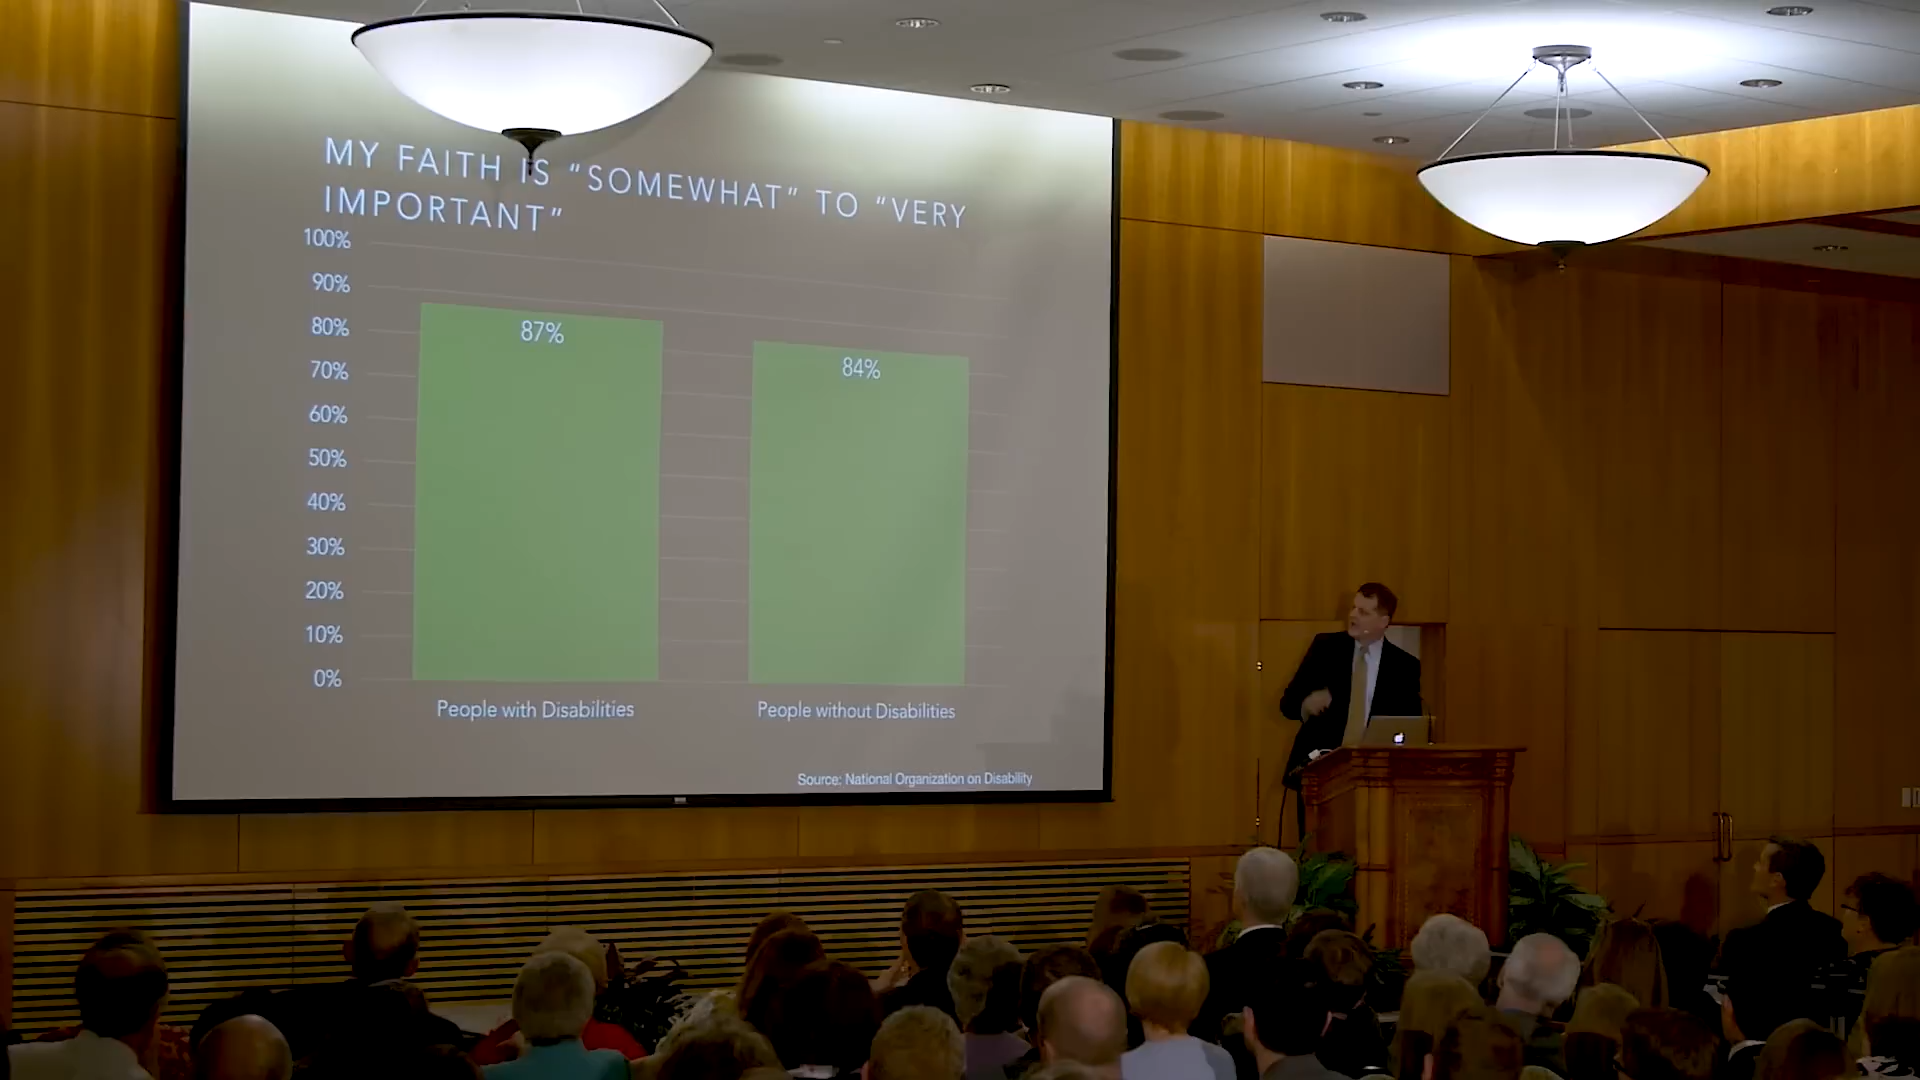 MY FAITH IS “SOMEWHAT” TO “VERY
IMPORTANT”
100%
90%
80%
70%
60%
50%
40%
30%
20%
10%
0%
87%
84%
People with Disabilities
People without Disabilities
Source: National Organization on Disability